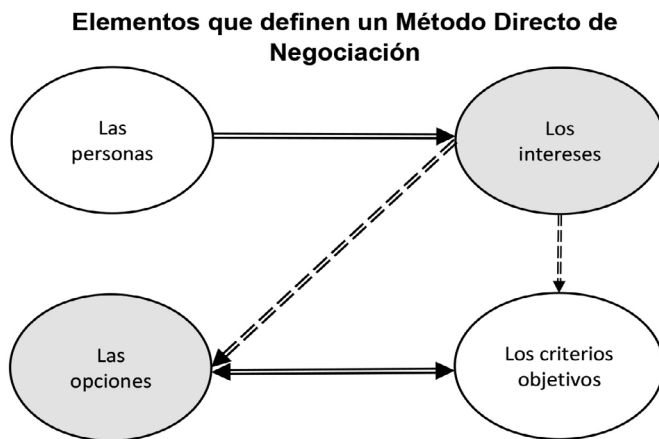 Elementos que definen un Método Directo de
Negociación
Las
personas
Los
intereses
Las
opciones
Los criterios
objetivos